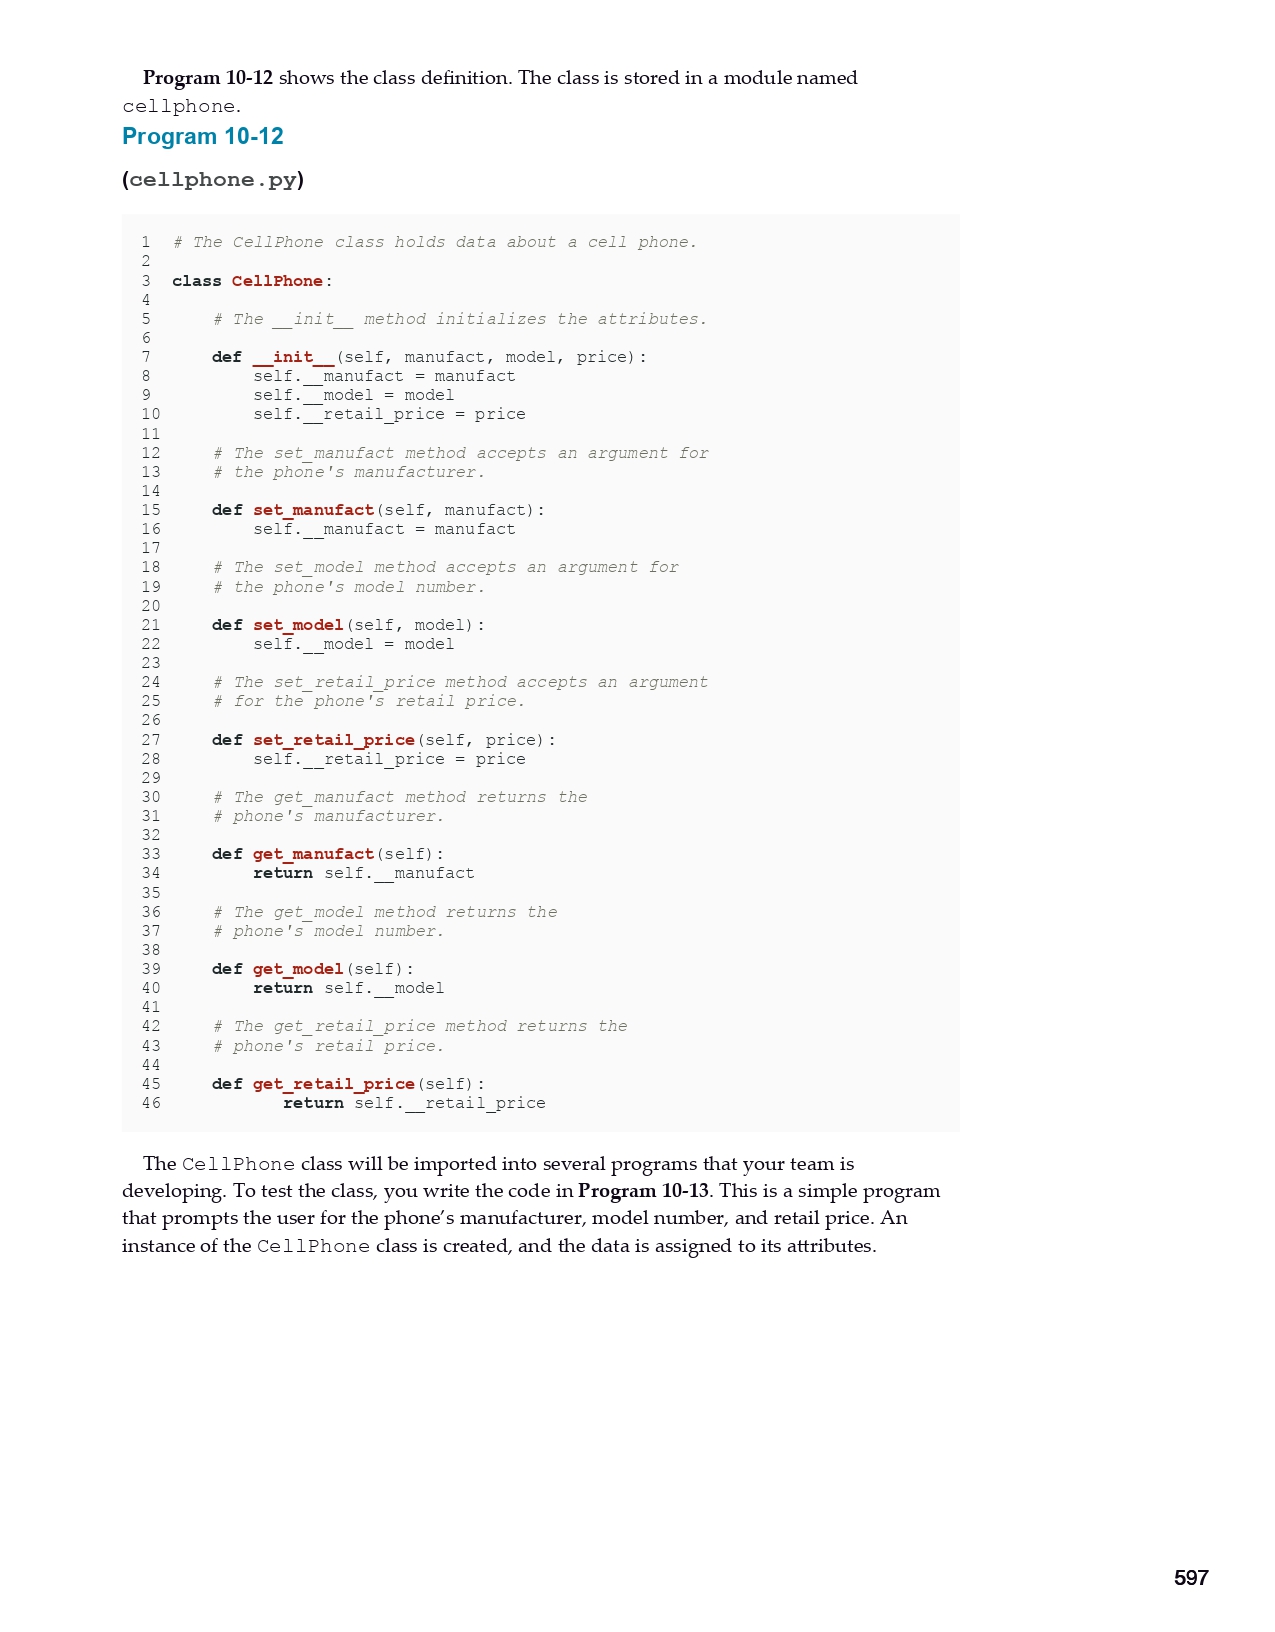 Program 10-12 shows the class definition. The class is stored in a module named
cellphone.
Program 10-12
(cellphone.py)
1 # The CellPhone class holds data about a cell phone.
2
3 class CellPhone:
4
5     # The __init__ method initializes the attributes.
6
7     def __init__(self, manufact, model, price):
8         self.__manufact = manufact
9         self.__model = model
10         self.__retail_price = price
11
12     # The set_manufact method accepts an argument for
13     # the phone's manufacturer.
14
15     def set_manufact(self, manufact):
16         self.__manufact = manufact
17
18     # The set_model method accepts an argument for
19     # the phone's model number.
20
21     def set_model(self, model):
22         self.__model = model
23
24     # The set_retail_price method accepts an argument
25     # for the phone's retail price.
26
27     def set_retail_price(self, price):
28         self.__retail_price = price
29
30     # The get_manufact method returns the
31     # phone's manufacturer.
32
33     def get_manufact(self):
34         return self.__manufact
35
36     # The get_model method returns the
37     # phone's model number.
38
39     def get_model(self):
40         return self.__model
41
42     # The get_retail_price method returns the
43     # phone's retail price.
44
45     def get_retail_price(self):
46            return self.__retail_price
The CellPhone class will be imported into several programs that your team is
developing. To test the class, you write the code in Program 10-13. This is a simple program
that prompts the user for the phone’s manufacturer, model number, and retail price. An
instance of the CellPhone class is created, and the data is assigned to its attributes.
597